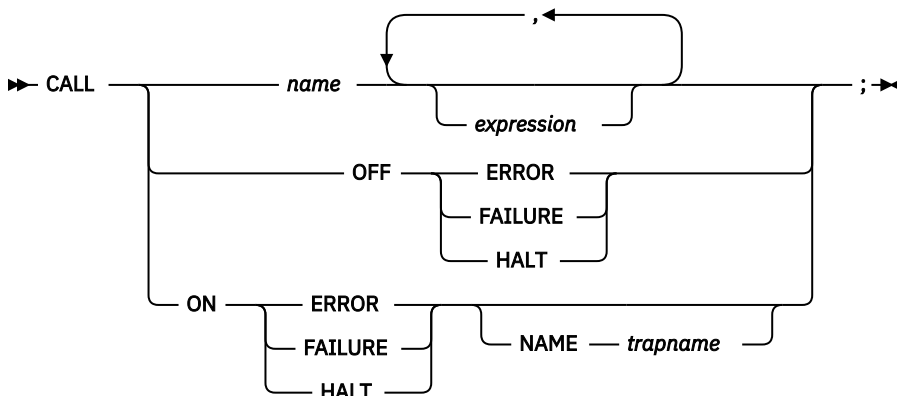 ,
CALL name ;
expression
OFF ERROR
FAILURE
HALT
ON ERROR
FAILURE NAME trapname
HALT